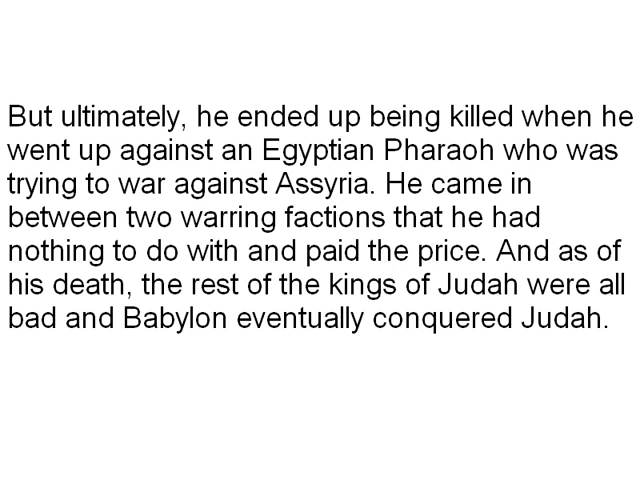 But ultimately, he ended up being killed when he
went up against an Egyptian Pharaoh who was
trying to war against Assyria. He came in
between two warring factions that he had
nothing to do with and paid the price. And as of
his death, the rest of the kings of Judah were all
bad and Babylon eventually conquered Judah.